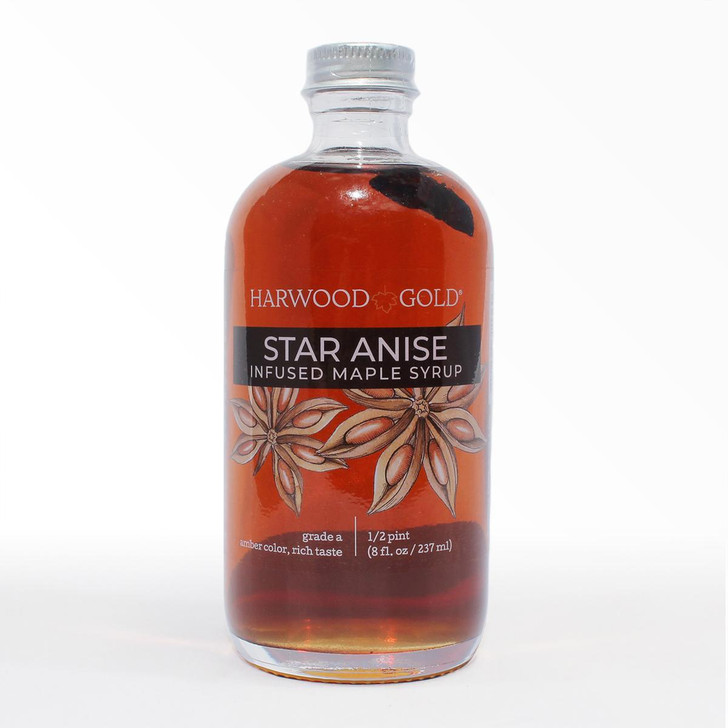 HARWOOD GOLD®
STAR ANISE
INFUSED MAPLE SYRUP
grade a
amber color, rich taste
1/2 pint
(8 fl. oz / 237 ml)